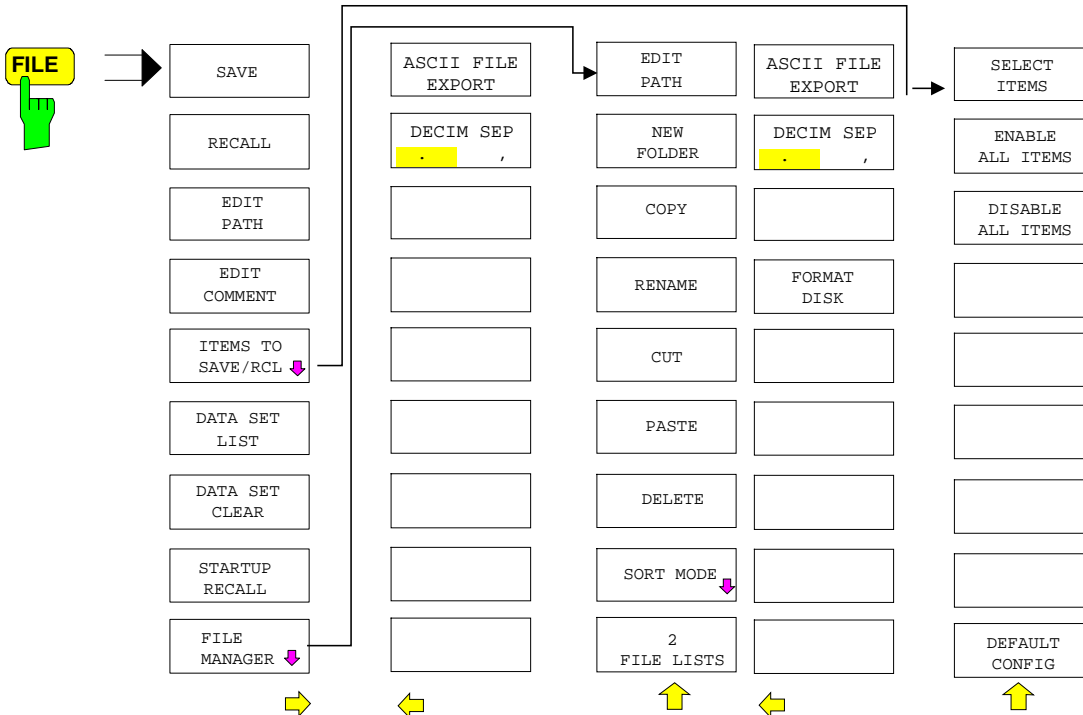 FILE
SAVE
RECALL
EDIT
PATH
EDIT
COMMENT
ITEMS TO
SAVE/RCL
DATA SET
LIST
DATA SET
CLEAR
STARTUP
RECALL
FILE
MANAGER
ASCII FILE
EXPORT
DECIM SEP
. ,
EDIT
PATH
NEW
FOLDER
COPY
RENAME
CUT
PASTE
DELETE
SORT MODE
2
FILE LISTS
ASCII FILE
EXPORT
DECIM SEP
. ,
FORMAT
DISK
SELECT
ITEMS
ENABLE
ALL ITEMS
DISABLE
ALL ITEMS
DEFAULT
CONFIG